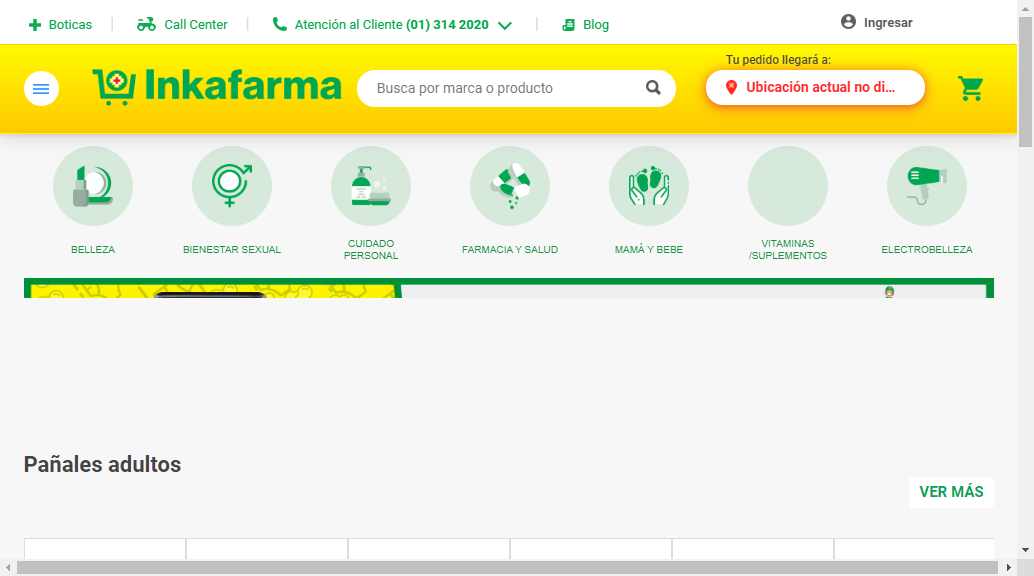 Boticas
Call Center
Atención al Cliente (01) 314 2020
Blog
Ingresar
Inkafarma
Busca por marca o producto
Tu pedido llegará a:
Ubicación actual no di...
BELLEZA
BIENESTAR SEXUAL
CUIDADO
PERSONAL
FARMACIA Y SALUD
MAMÁ Y BEBE
VITAMINAS
/SUPLEMENTOS
ELECTROBELLEZA
Pañales adultos
VER MÁS